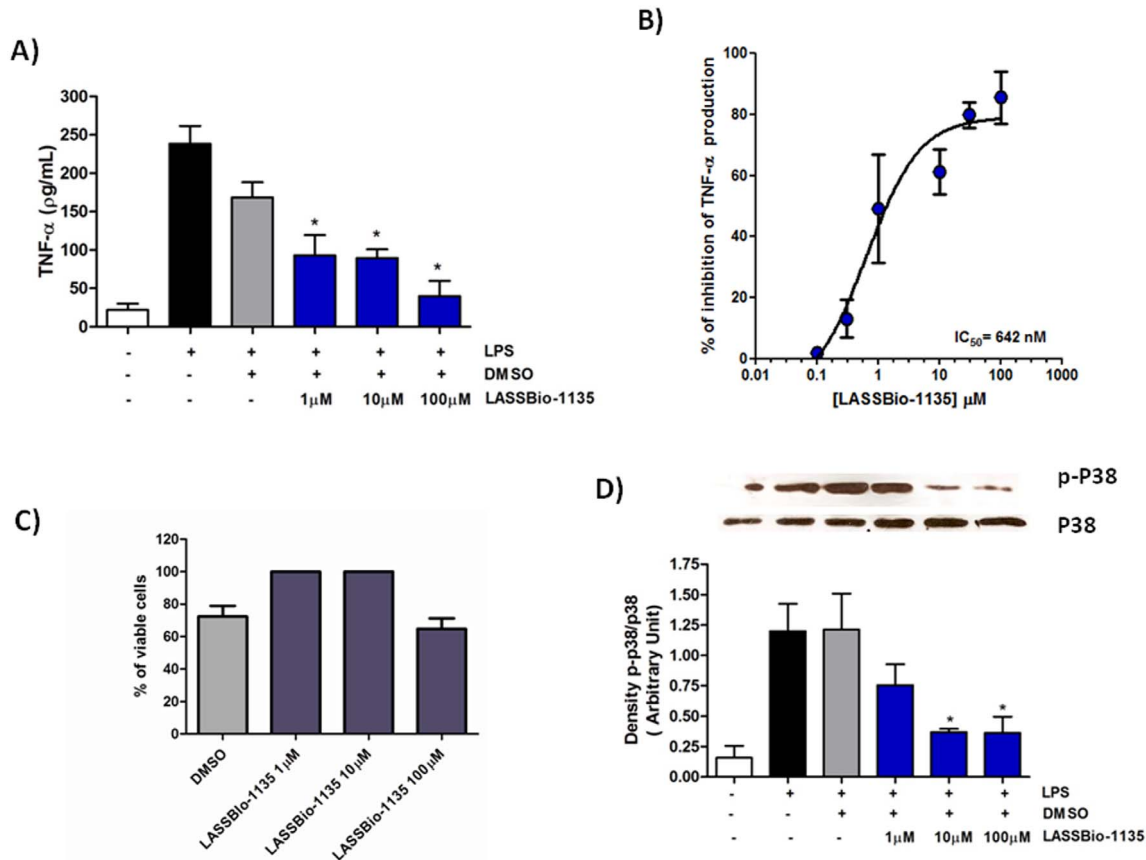 A)
TNF-α (ρg/mL)
300
250
200
150
100
50
0
- + + + + + LPS
- - + + + + DMSO
- - - 1µM 10µM 100µM LASSBio-1135
B)
% of inhibition of TNF-α production
100
80
60
40
20
0
IC50= 642 nM
0.01 0.1 1 10 100 1000
[LASSBio-1135] µM
C)
% of viable cells
120
100
80
60
40
20
0
DMSO
LASSBio-1135 1µM
LASSBio-1135 10µM
LASSBio-1135 100µM
D)
p-P38
P38
Density p-p38/p38
( Arbitrary Unit)
1.75
1.50
1.25
1.00
0.75
0.50
0.25
0.00
- + + + + + LPS
- - + + + + DMSO
- - - 1µM 10µM 100µM LASSBio-1135